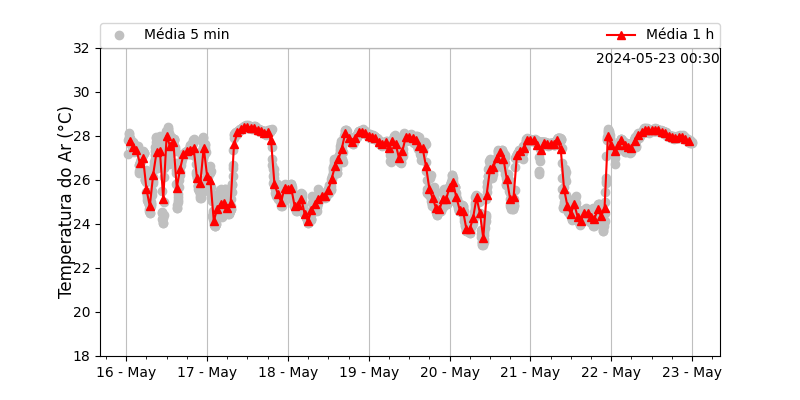 Média 5 min
Média 1 h
2024-05-23 00:30
Temperatura do Ar (°C)
32
30
28
26
24
22
20
18
16 - May
17 - May
18 - May
19 - May
20 - May
21 - May
22 - May
23 - May